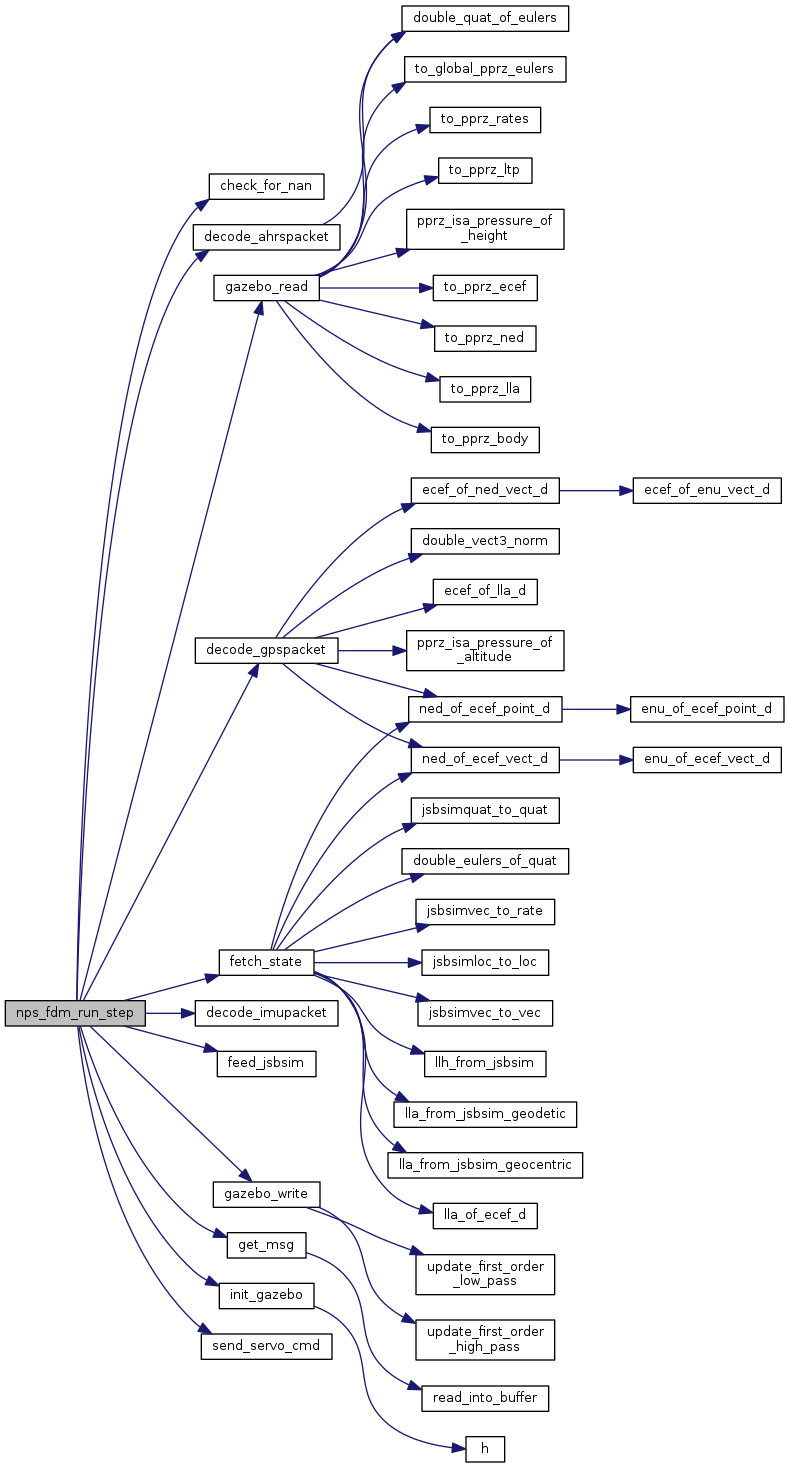 double_quat_of_eulers
to_global_pprz_eulers
to_pprz_rates
to_pprz_ltp
check_for_nan
pprz_isa_pressure_of
_height
decode_ahrspacket
gazebo_read
to_pprz_ecef
to_pprz_ned
to_pprz_lla
to_pprz_body
ecef_of_ned_vect_d
ecef_of_enu_vect_d
double_vect3_norm
ecef_of_lla_d
decode_gpspacket
pprz_isa_pressure_of
_altitude
ned_of_ecef_point_d
enu_of_ecef_point_d
ned_of_ecef_vect_d
enu_of_ecef_vect_d
jsbsimquat_to_quat
double_eulers_of_quat
jsbsimvec_to_rate
fetch_state
jsbsimloc_to_loc
nps_fdm_run_step
decode_imupacket
jsbsimvec_to_vec
feed_jsbsim
llh_from_jsbsim
lla_from_jsbsim_geodetic
lla_from_jsbsim_geocentric
gazebo_write
lla_of_ecef_d
get_msg
update_first_order
_low_pass
init_gazebo
send_servo_cmd
update_first_order
_high_pass
read_into_buffer
h